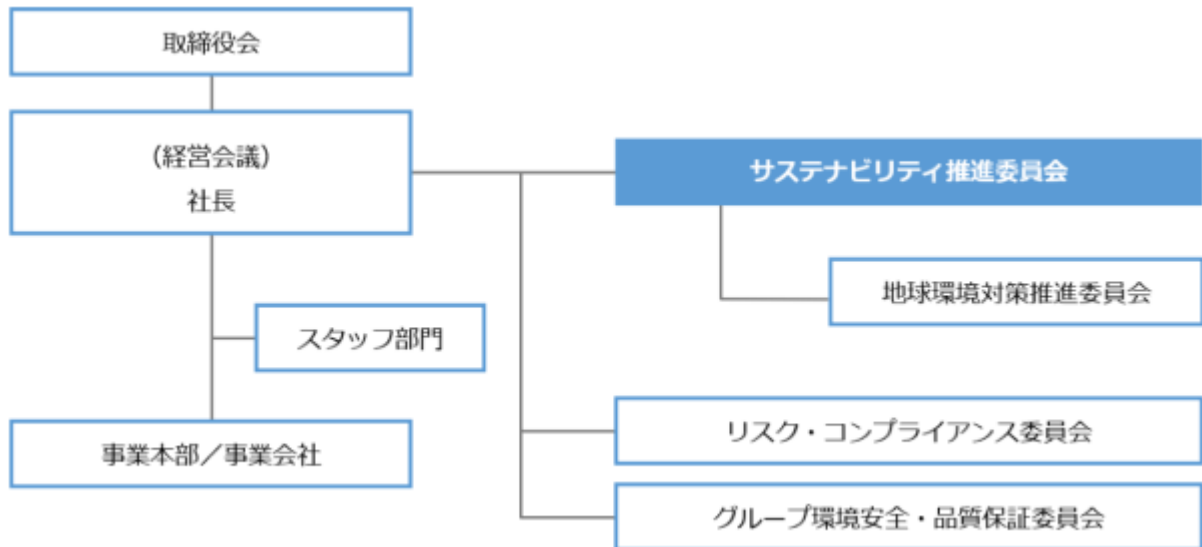 取締役会
(経営会議)
社長
サステナビリティ推進委員会
地球環境対策推進委員会
スタッフ部門
リスク・コンプライアンス委員会
事業本部／事業会社
グループ環境安全・品質保証委員会